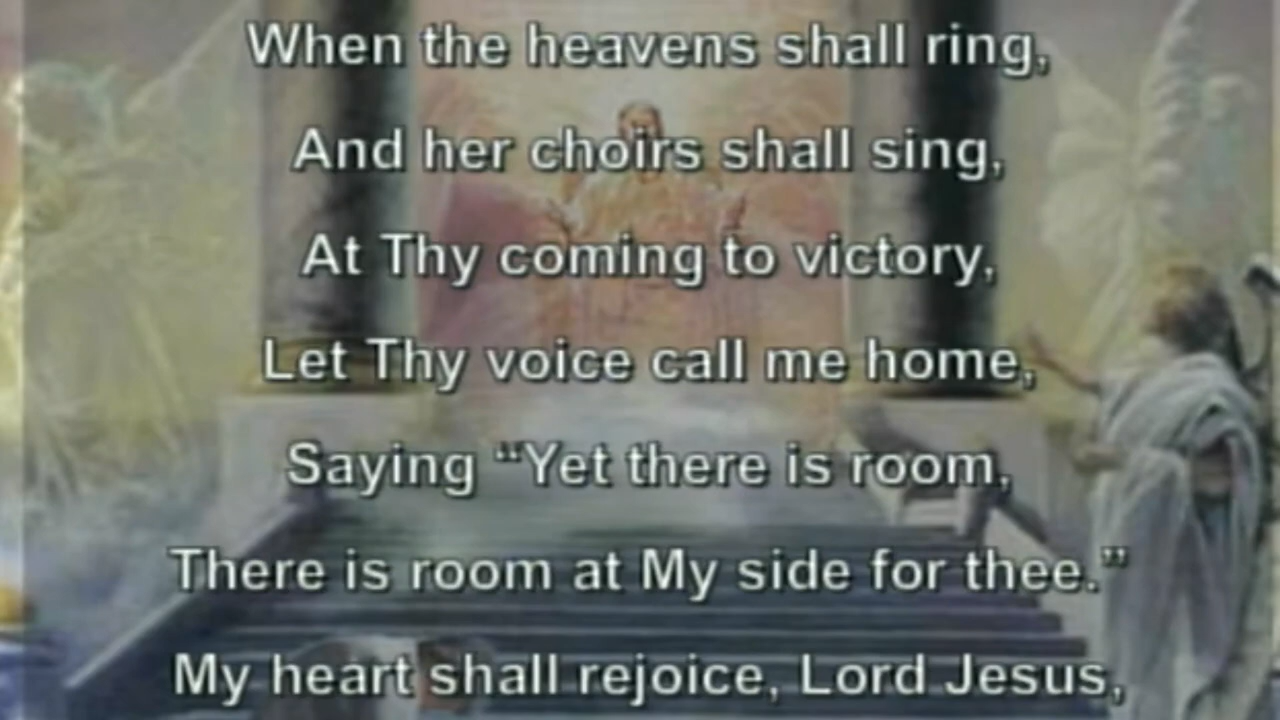 When the heavens shall ring,
And her choirs shall sing,
At Thy coming to victory,
Let Thy voice call me home,
Saying “Yet there is room,
There is room at My side for thee.”
My heart shall rejoice, Lord Jesus,